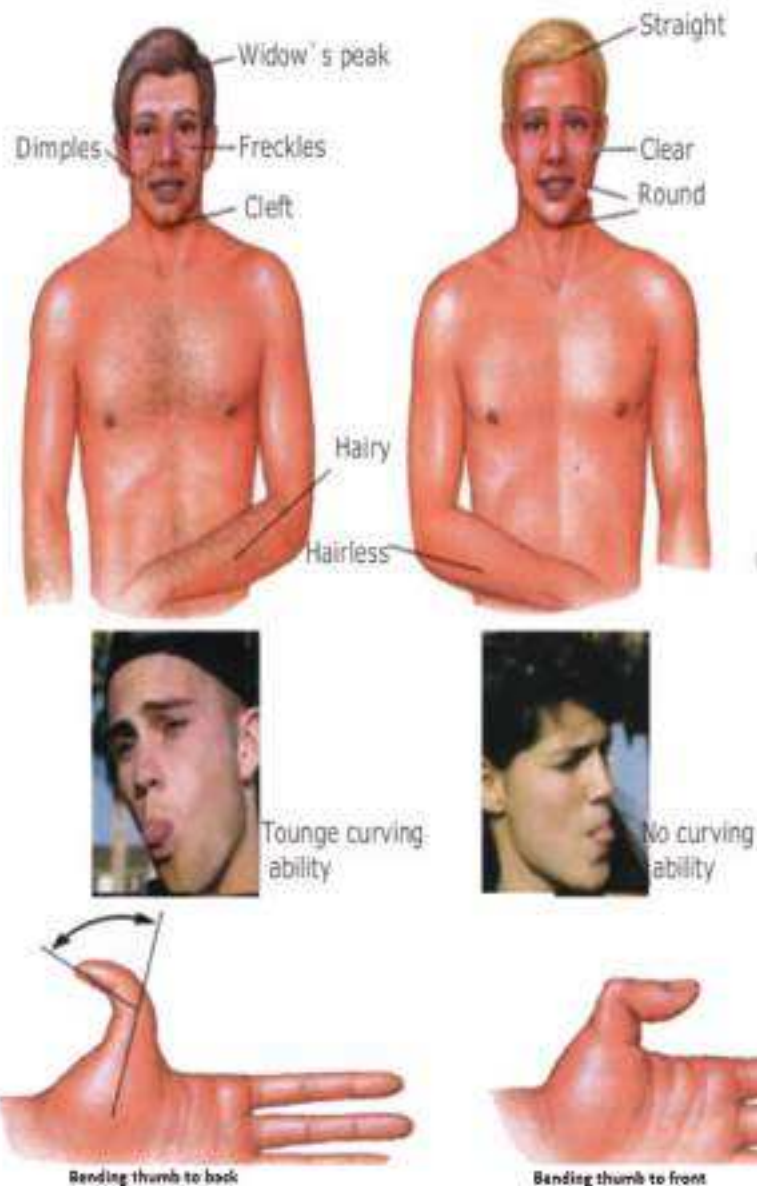 Straight
Widow`s peak
Dimples
Freckles
Clear
Cleft
Round
Hairy
Hairless
Tounge curving
ability
No curving
ability
Bending thumb to back
Bending thumb to front